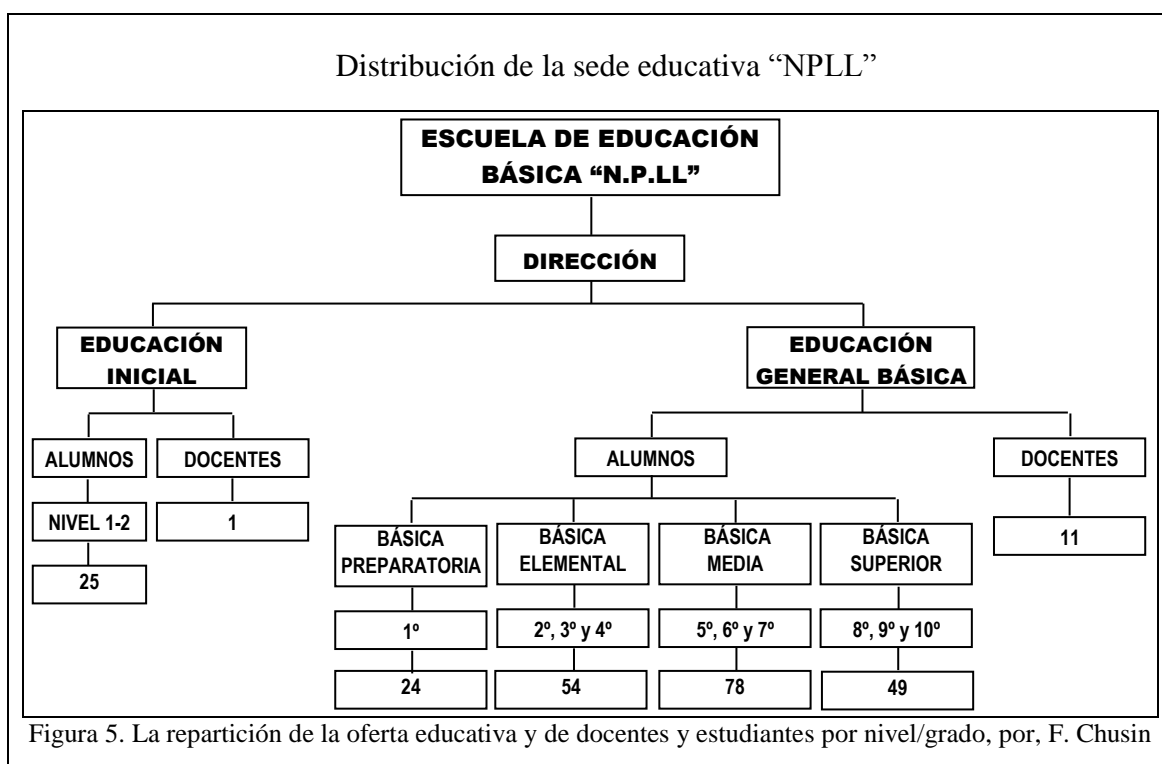 Distribución de la sede educativa “NPLL”
ESCUELA DE EDUCACIÓN
BÁSICA “N.P.LL”
DIRECCIÓN
EDUCACIÓN
INICIAL
EDUCACIÓN
GENERAL BÁSICA
ALUMNOS
DOCENTES
ALUMNOS
DOCENTES
NIVEL 1-2
1
11
25
BÁSICA
PREPARATORIA
BÁSICA
ELEMENTAL
BÁSICA
MEDIA
BÁSICA
SUPERIOR
1º
2º, 3º y 4º
5º, 6º y 7º
8º, 9º y 10º
24
54
78
49
Figura 5. La repartición de la oferta educativa y de docentes y estudiantes por nivel/grado, por, F. Chusin